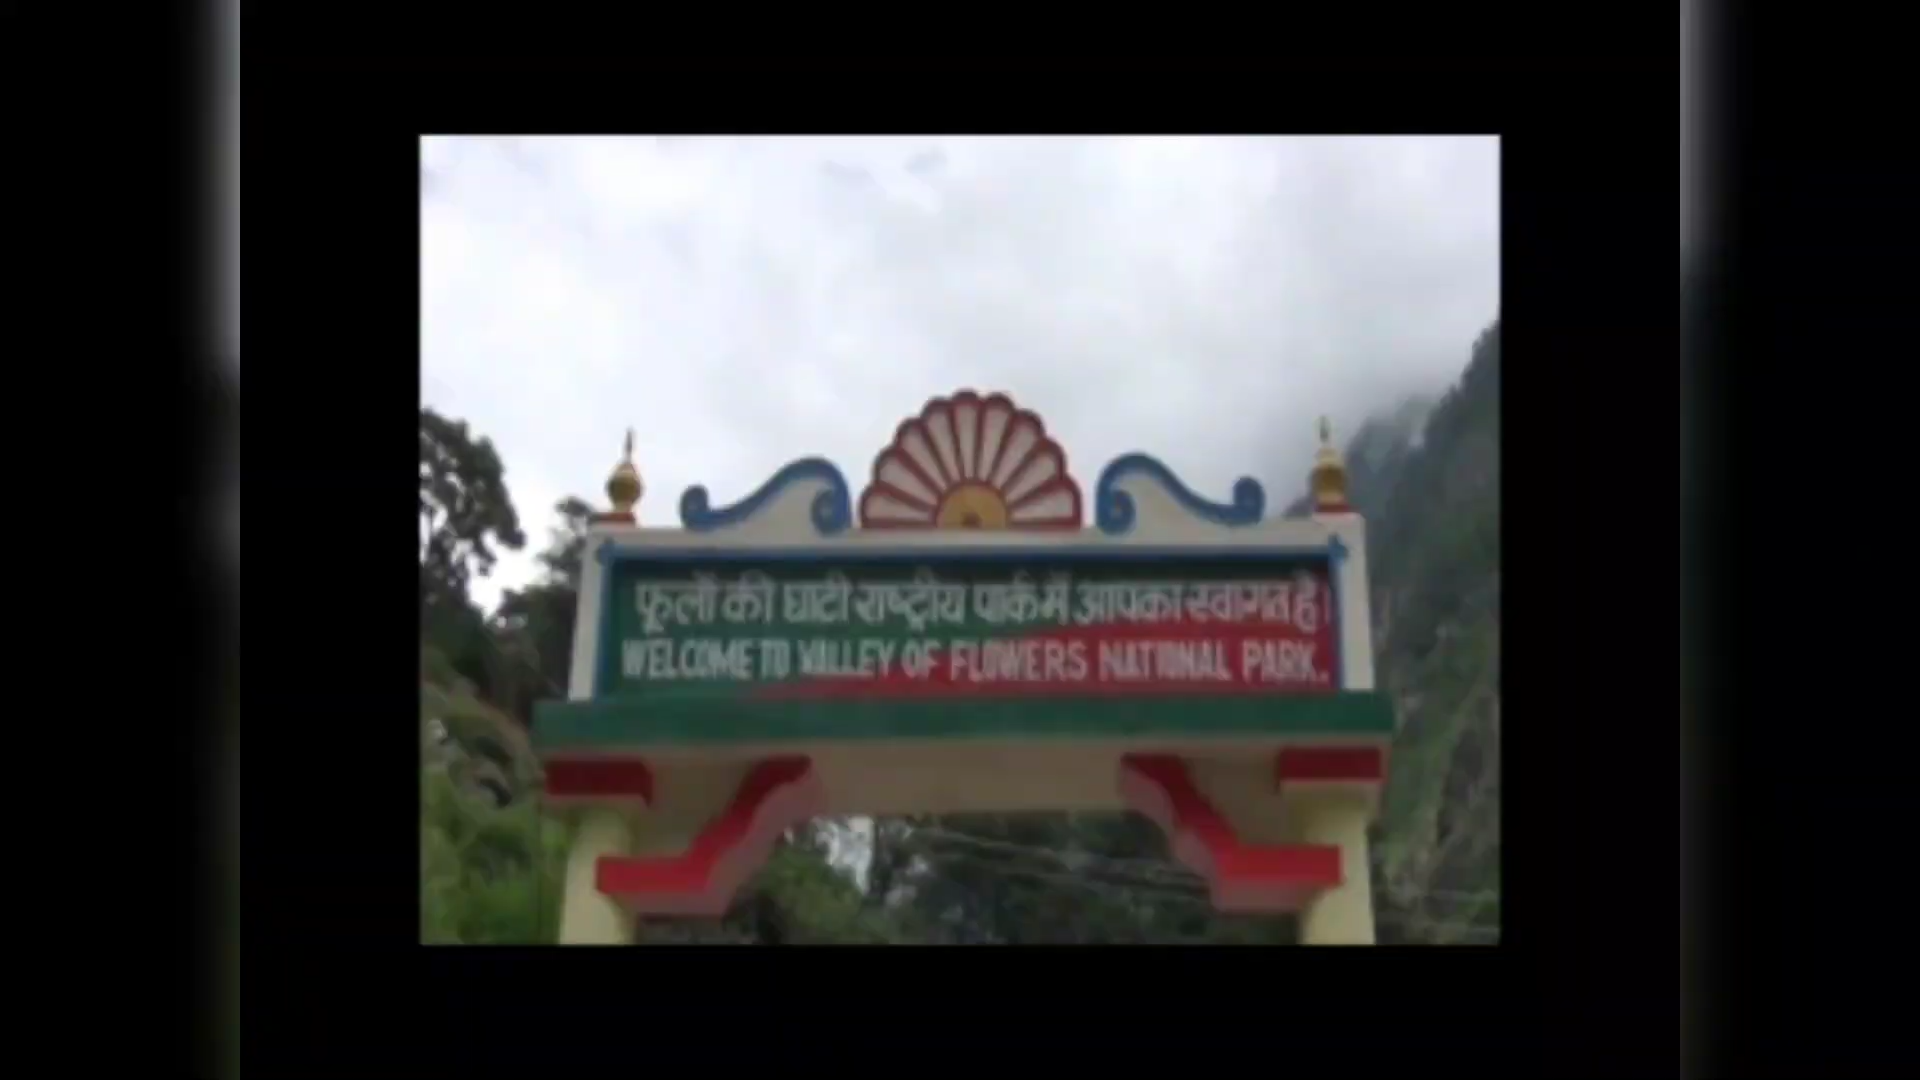 फूलों की घाटी राष्ट्रीय पार्क में आपका स्वागत है।
WELCOME TO VALLEY OF FLOWERS NATIONAL PARK.